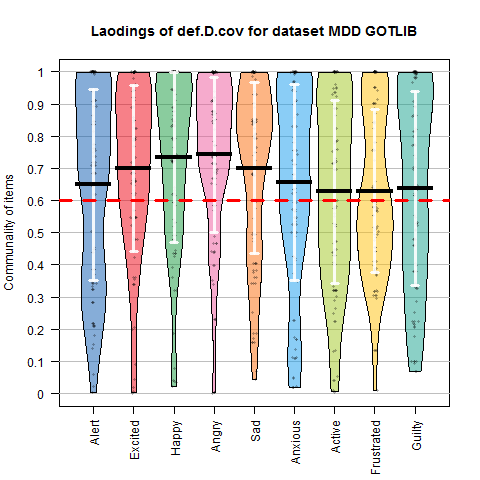 Laodings of def.D.cov for dataset MDD GOTLIB
Communality of items
1
0.9
0.8
0.7
0.6
0.5
0.4
0.3
0.2
0.1
0
Alert
Excited
Happy
Angry
Sad
Anxious
Active
Frustrated
Guilty